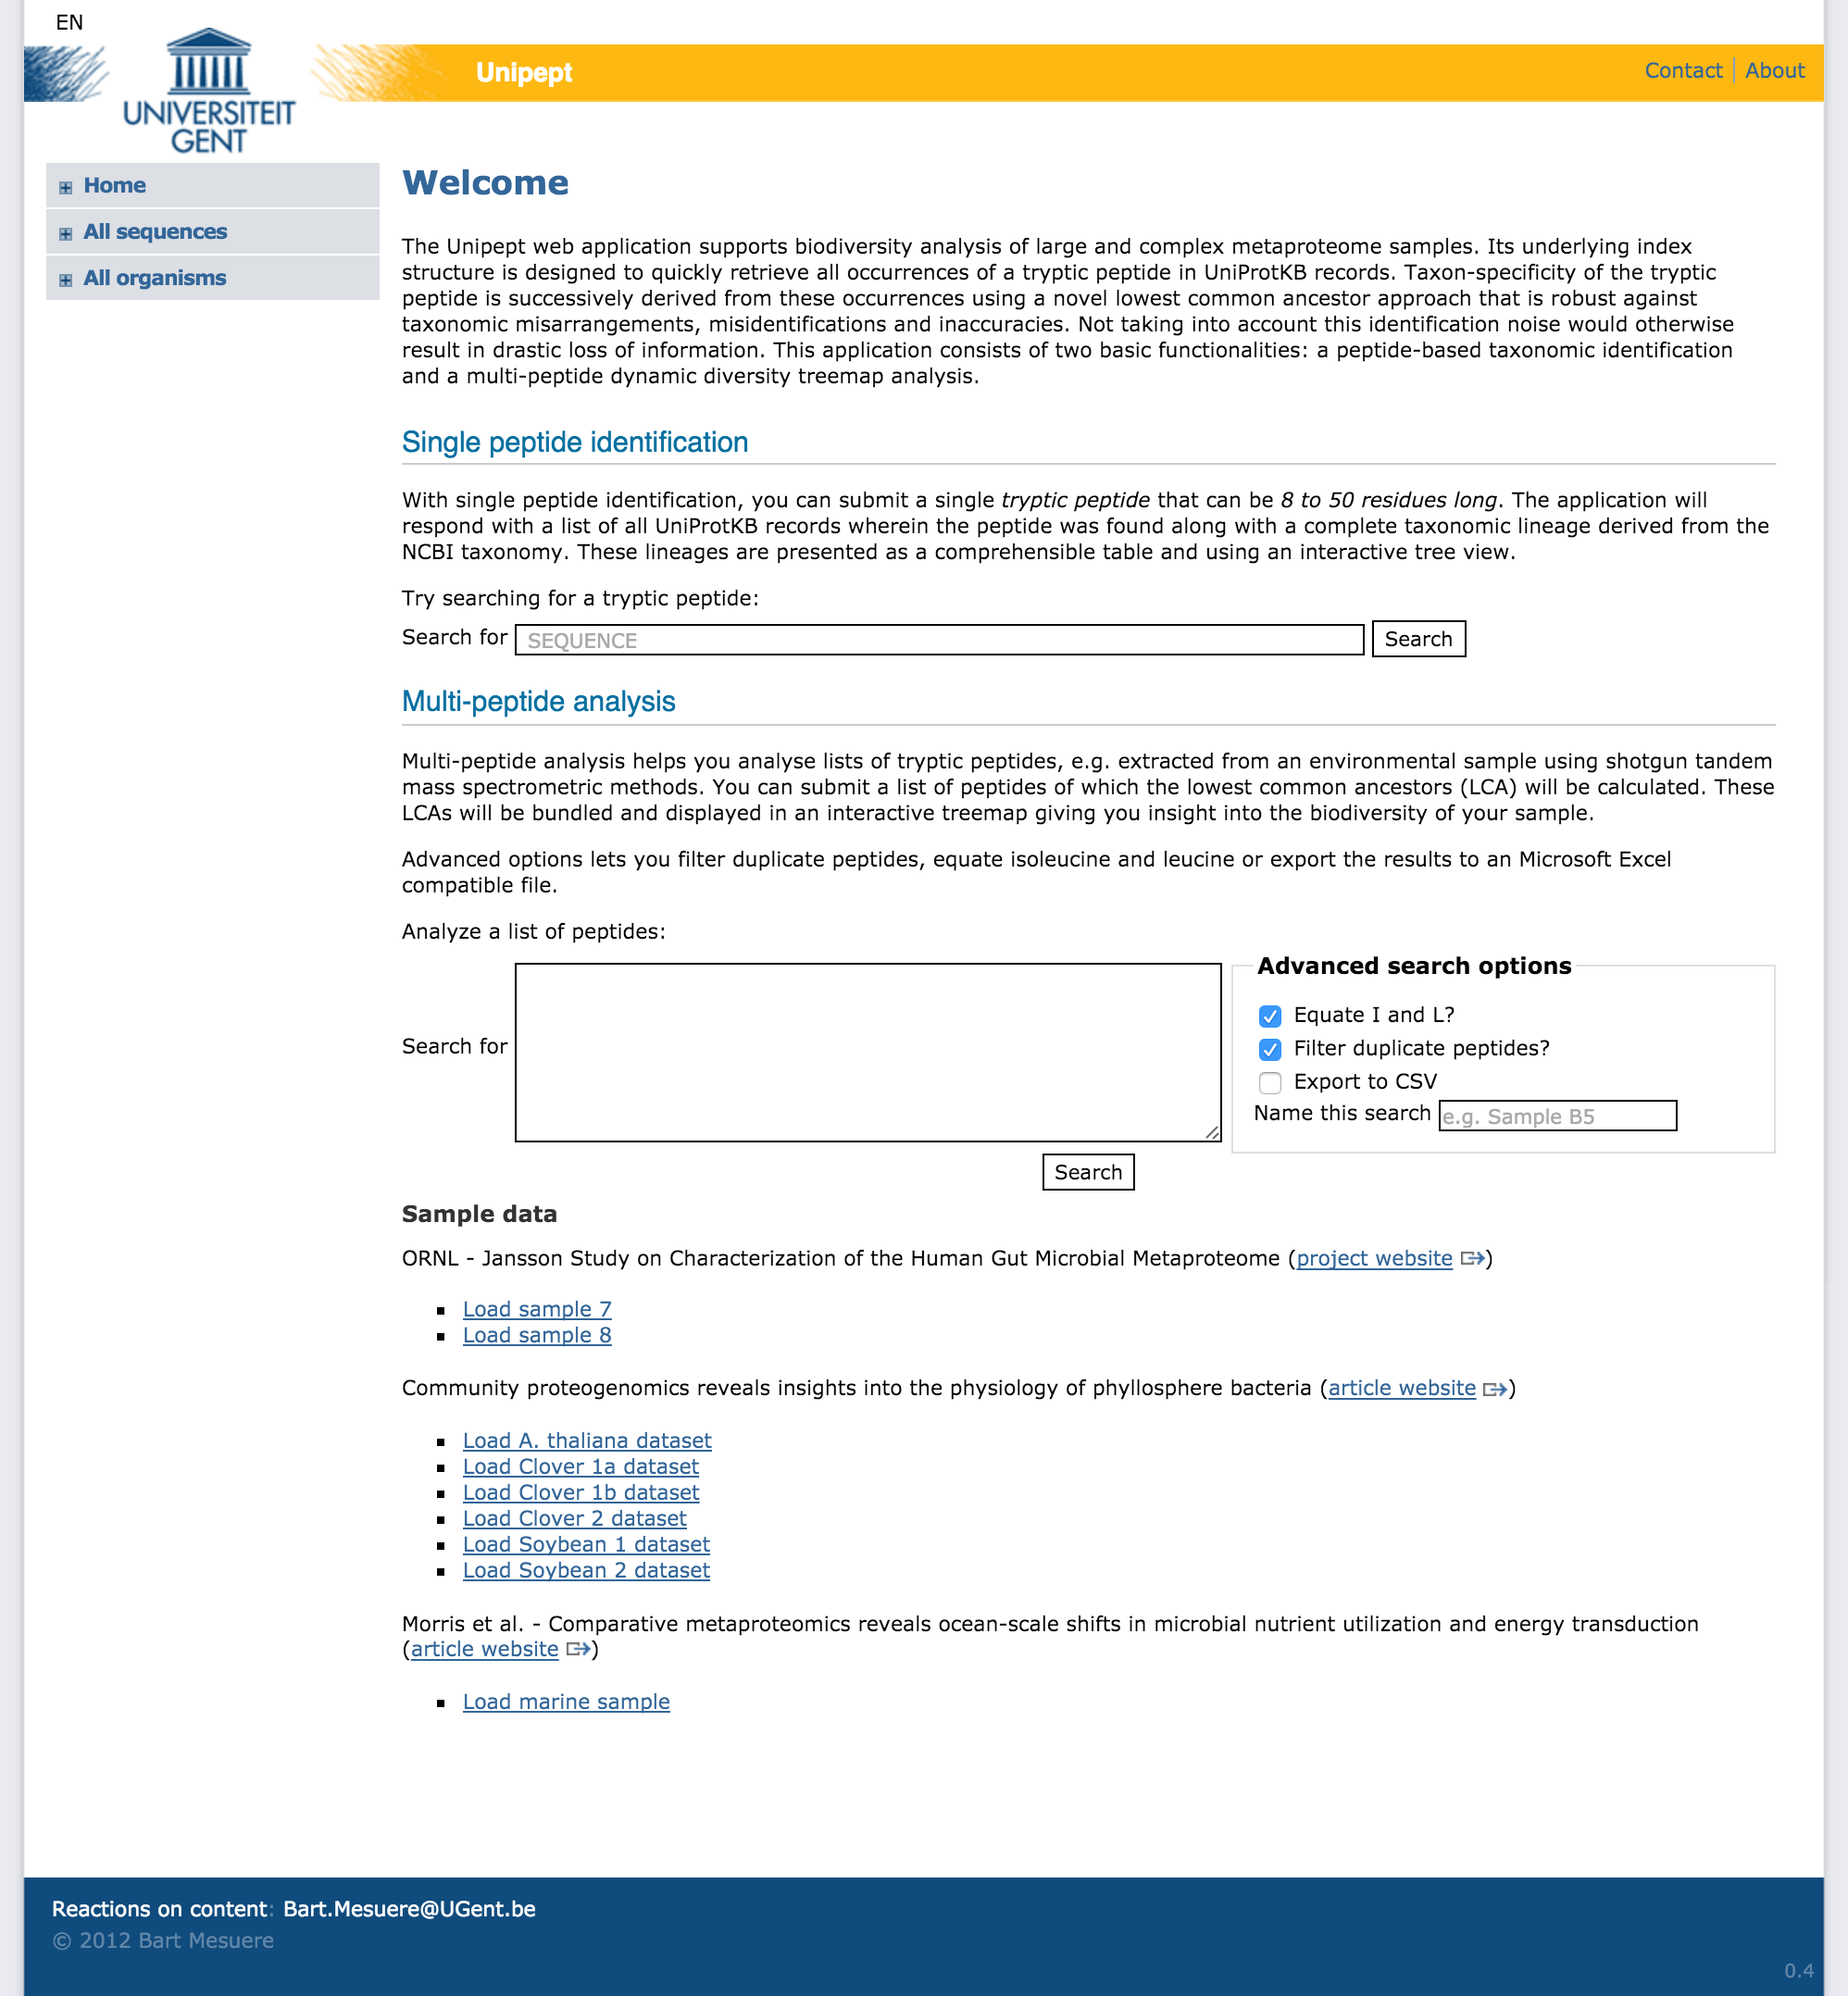 EN
UNIVERSITEIT
GENT
Unipept
Contact
About
Home
All sequences
All organisms
Welcome
The Unipept web application supports biodiversity analysis of large and complex metaproteome samples. Its underlying index
structure is designed to quickly retrieve all occurrences of a tryptic peptide in UniProtKB records. Taxon-specificity of the tryptic
peptide is successively derived from these occurrences using a novel lowest common ancestor approach that is robust against
taxonomic misarrangements, misidentifications and inaccuracies. Not taking into account this identification noise would otherwise
result in drastic loss of information. This application consists of two basic functionalities: a peptide-based taxonomic identification
and a multi-peptide dynamic diversity treemap analysis.
Single peptide identification
With single peptide identification, you can submit a single tryptic peptide that can be 8 to 50 residues long. The application will
respond with a list of all UniProtKB records wherein the peptide was found along with a complete taxonomic lineage derived from the
NCBI taxonomy. These lineages are presented as a comprehensible table and using an interactive tree view.
Try searching for a tryptic peptide:
Search for SEQUENCE Search
Multi-peptide analysis
Multi-peptide analysis helps you analyse lists of tryptic peptides, e.g. extracted from an environmental sample using shotgun tandem
mass spectrometric methods. You can submit a list of peptides of which the lowest common ancestors (LCA) will be calculated. These
LCAs will be bundled and displayed in an interactive treemap giving you insight into the biodiversity of your sample.
Advanced options lets you filter duplicate peptides, equate isoleucine and leucine or export the results to an Microsoft Excel
compatible file.
Analyze a list of peptides:
Search for
Advanced search options
Equate I and L?
Filter duplicate peptides?
Export to CSV
Name this search e.g. Sample B5
Search
Sample data
ORNL - Jansson Study on Characterization of the Human Gut Microbial Metaproteome (project website)
Load sample 7
Load sample 8
Community proteogenomics reveals insights into the physiology of phyllosphere bacteria (article website)
Load A. thaliana dataset
Load Clover 1a dataset
Load Clover 1b dataset
Load Clover 2 dataset
Load Soybean 1 dataset
Load Soybean 2 dataset
Morris et al. - Comparative metaproteomics reveals ocean-scale shifts in microbial nutrient utilization and energy transduction
(article website)
Load marine sample
Reactions on content: Bart.Mesuere@UGent.be
© 2012 Bart Mesuere
0.4